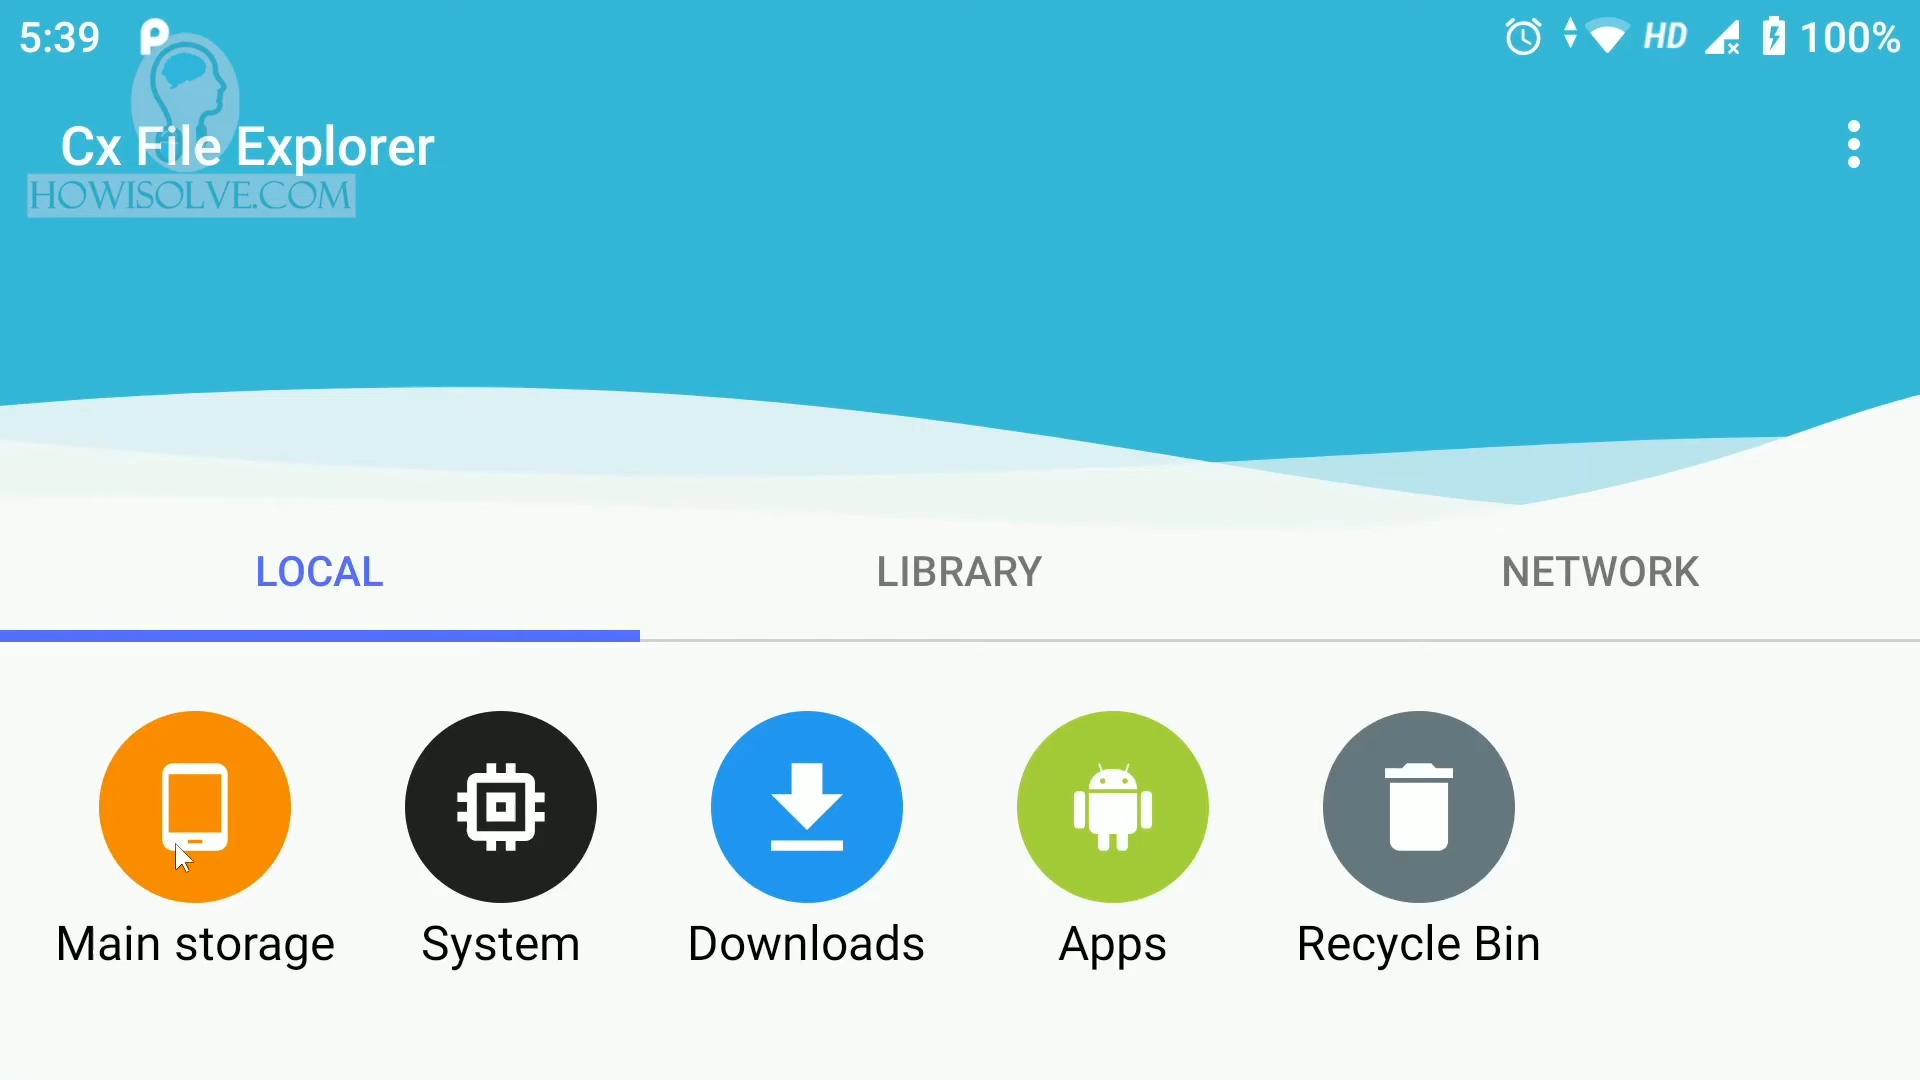 5:39
HD
100%
Cx File Explorer
HOWISOLVE.COM
LOCAL
LIBRARY
NETWORK
Main storage
System
Downloads
Apps
Recycle Bin